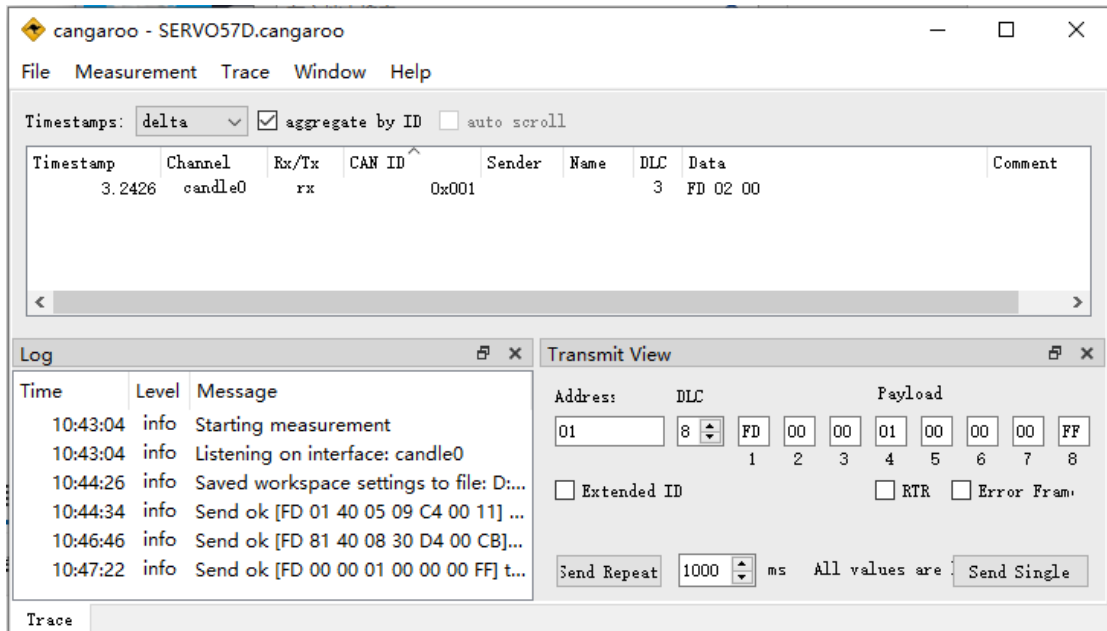 cangaroo - SERVO57D.cangaroo
File Measurement Trace Window Help
Timestamps: delta aggregate by ID auto scroll
Timestamp Channel Rx/Tx CAN ID Sender Name DLC Data Comment
3.2426 candle0 rx 0x001 3 FD 02 00
Log
Time Level Message
10:43:04 info Starting measurement
10:43:04 info Listening on interface: candle0
10:44:26 info Saved workspace settings to file: D:...
10:44:34 info Send ok [FD 01 40 05 09 C4 00 11] ...
10:46:46 info Send ok [FD 81 40 08 30 D4 00 CB]...
10:47:22 info Send ok [FD 00 00 01 00 00 00 FF] t...
Transmit View
Address DLC Payload
01 8 FD 00 00 01 00 00 00 FF
1 2 3 4 5 6 7 8
Extended ID RTR Error Fram
Send Repeat 1000 ms All values are Send Single
Trace